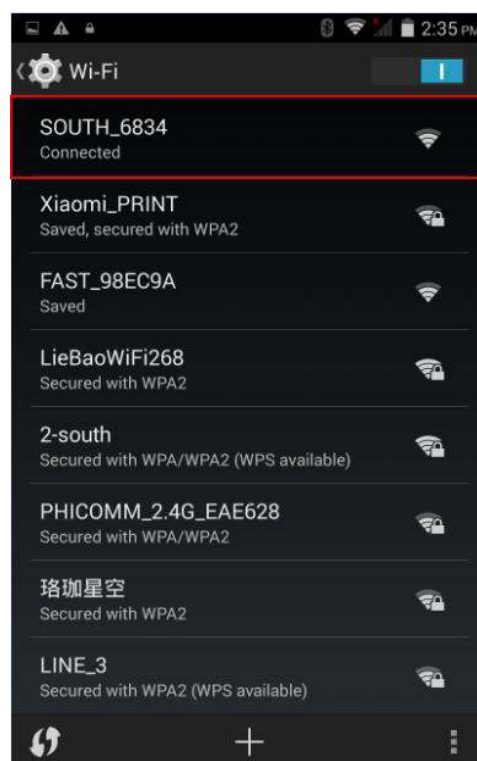 2:35 PM
Wi-Fi
SOUTH_6834
Connected
Xiaomi_PRINT
Saved, secured with WPA2
FAST_98EC9A
Saved
LieBaoWiFi268
Secured with WPA2
2-south
Secured with WPA/WPA2 (WPS available)
PHICOMM_2.4G_EAE628
Secured with WPA/WPA2
珞珈星空
Secured with WPA2
LINE_3
Secured with WPA2 (WPS available)